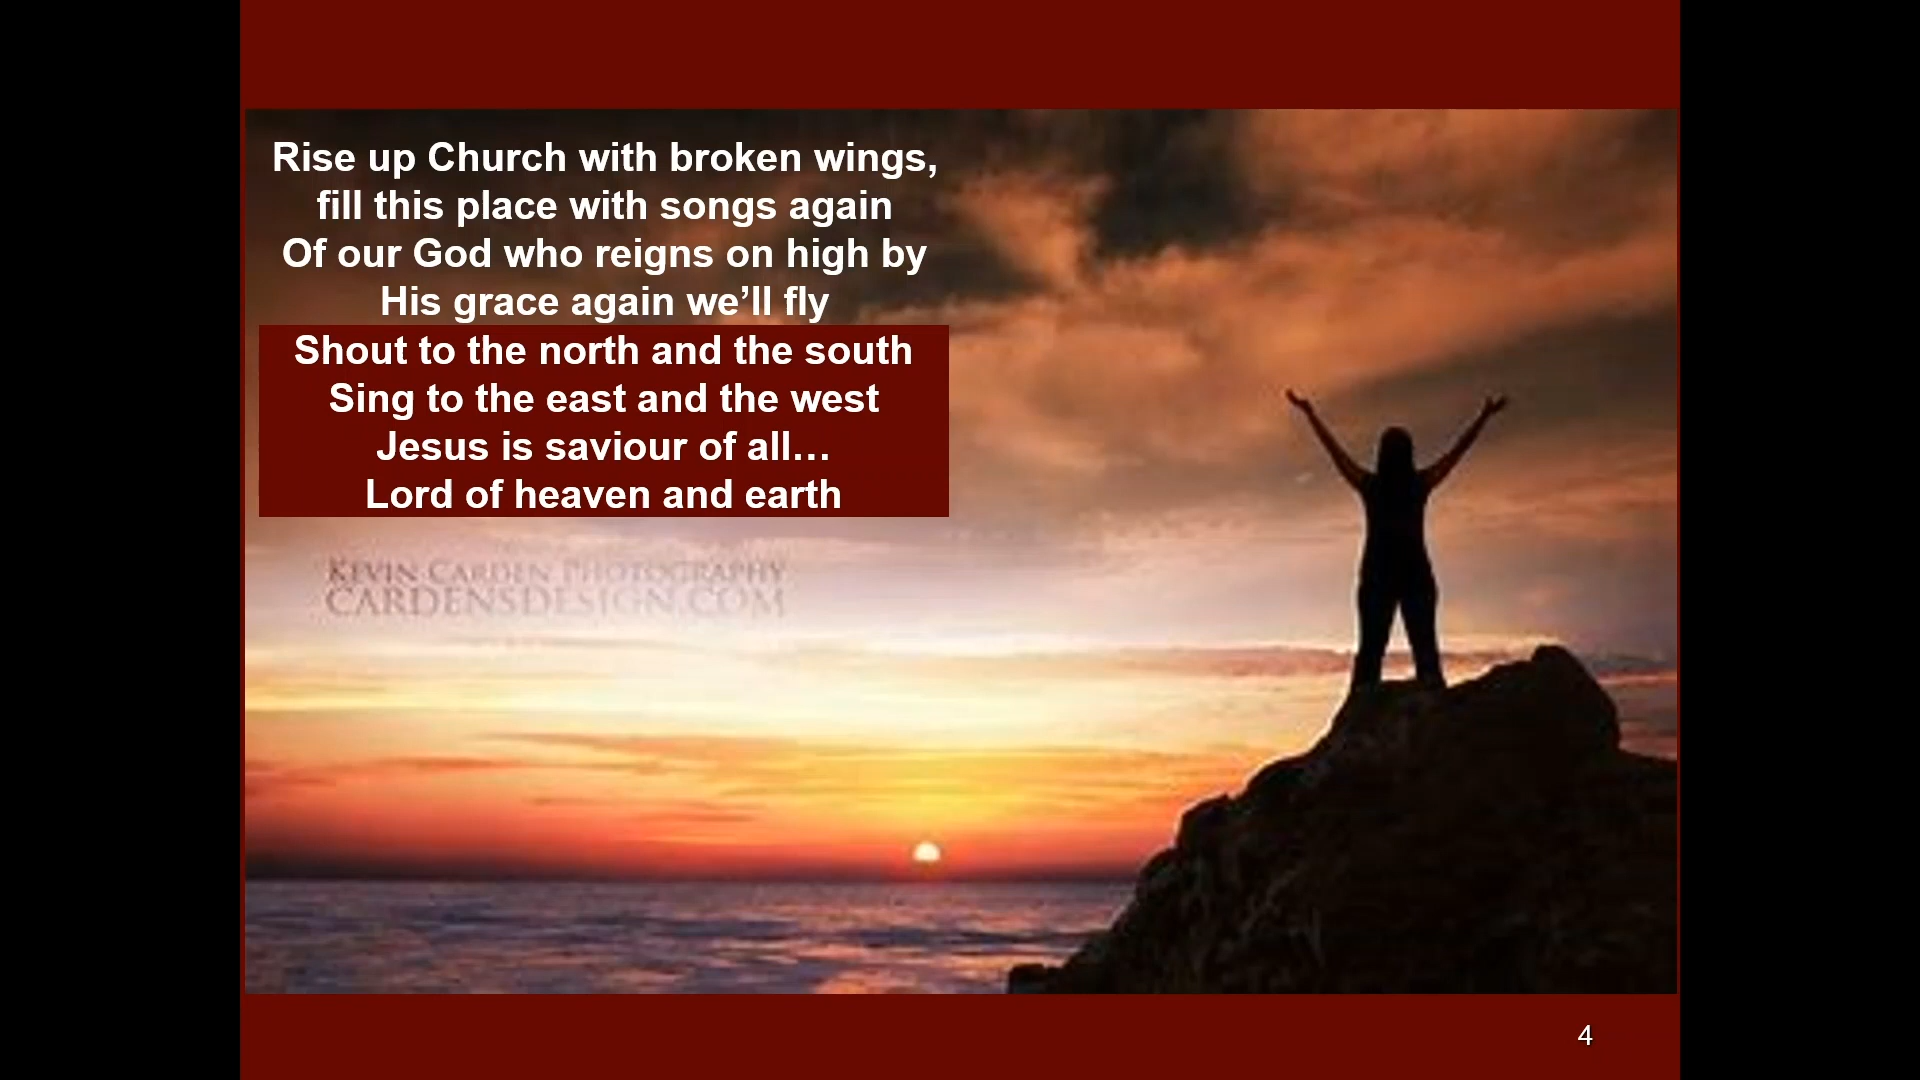 Rise up Church with broken wings,
fill this place with songs again
Of our God who reigns on high by
His grace again we’ll fly
Shout to the north and the south
Sing to the east and the west
Jesus is saviour of all…
Lord of heaven and earth
KEVIN CARDEN PHOTOGRAPHY
CARDENSDESIGN.COM
4